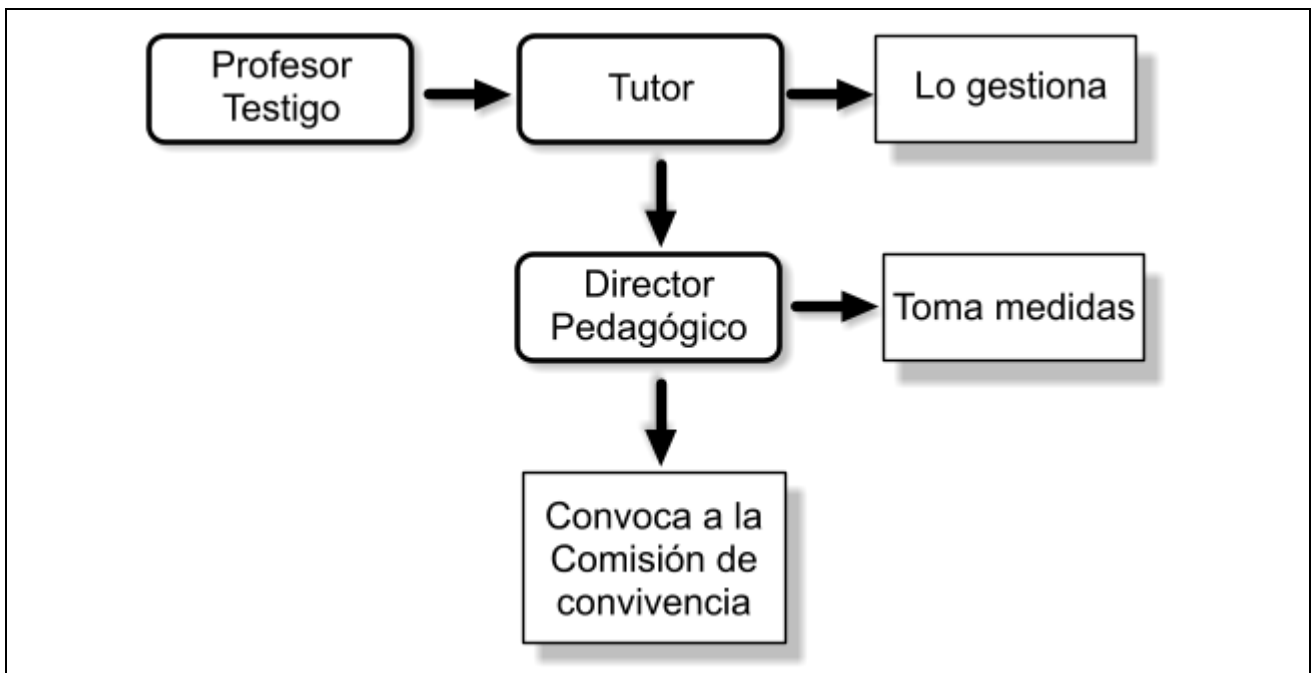 Profesor
Testigo
Tutor
Lo gestiona
Director
Pedagógico
Toma medidas
Convoca a la
Comisión de
convivencia